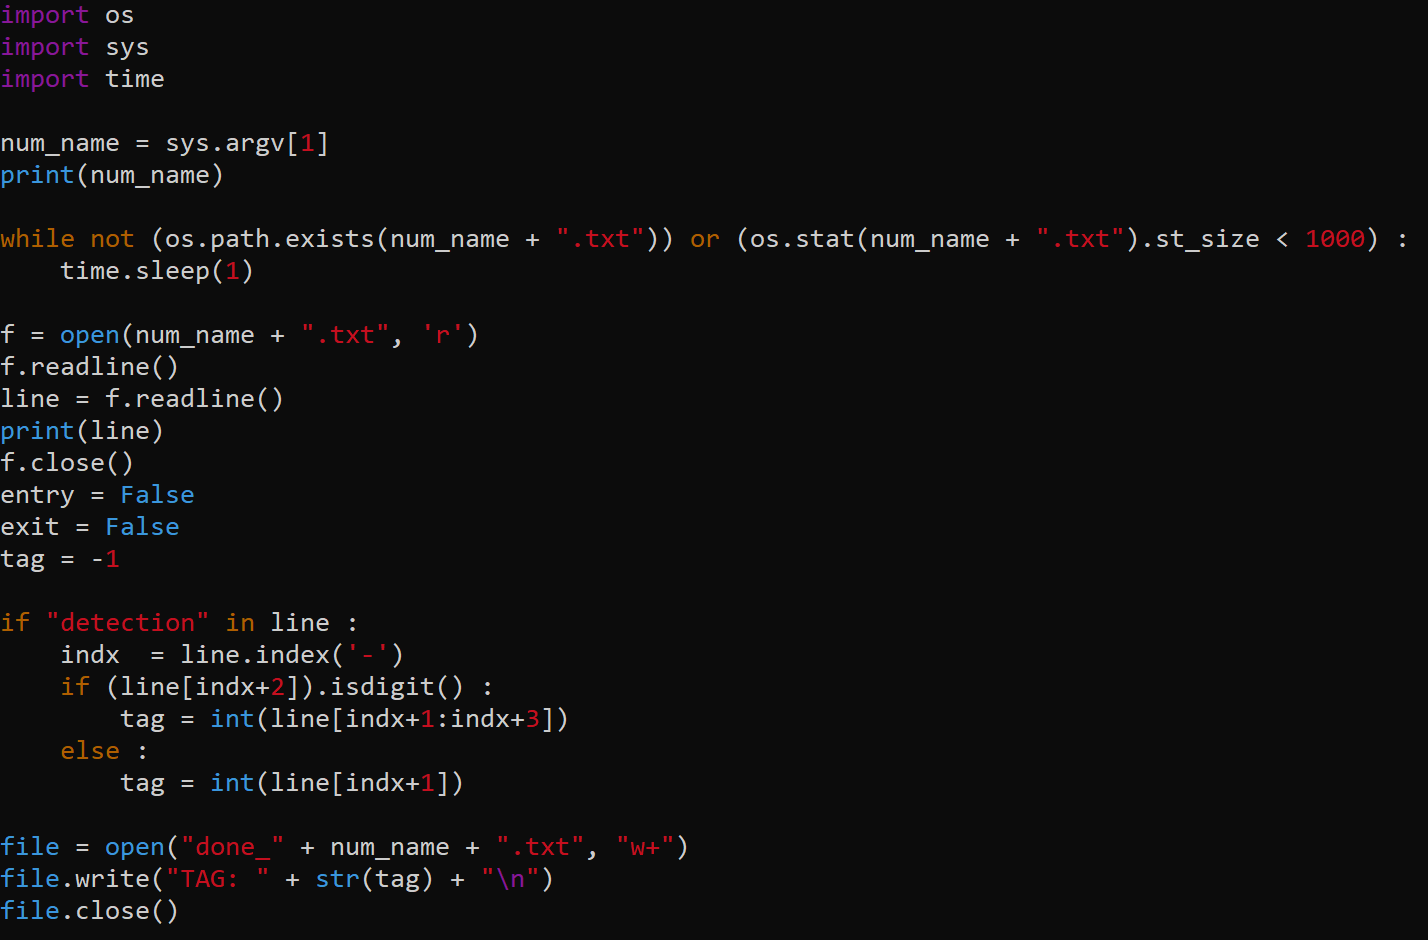 import os
import sys
import time

num_name = sys.argv[1]
print(num_name)

while not (os.path.exists(num_name + ".txt")) or (os.stat(num_name + ".txt").st_size < 1000) :
    time.sleep(1)

f = open(num_name + ".txt", 'r')
f.readline()
line = f.readline()
print(line)
f.close()
entry = False
exit = False
tag = -1

if "detection" in line :
    indx  = line.index('-')
    if (line[indx+2]).isdigit() :
        tag = int(line[indx+1:indx+3])
    else :
        tag = int(line[indx+1])

file = open("done_" + num_name + ".txt", "w+")
file.write("TAG: " + str(tag) + "\n")
file.close()